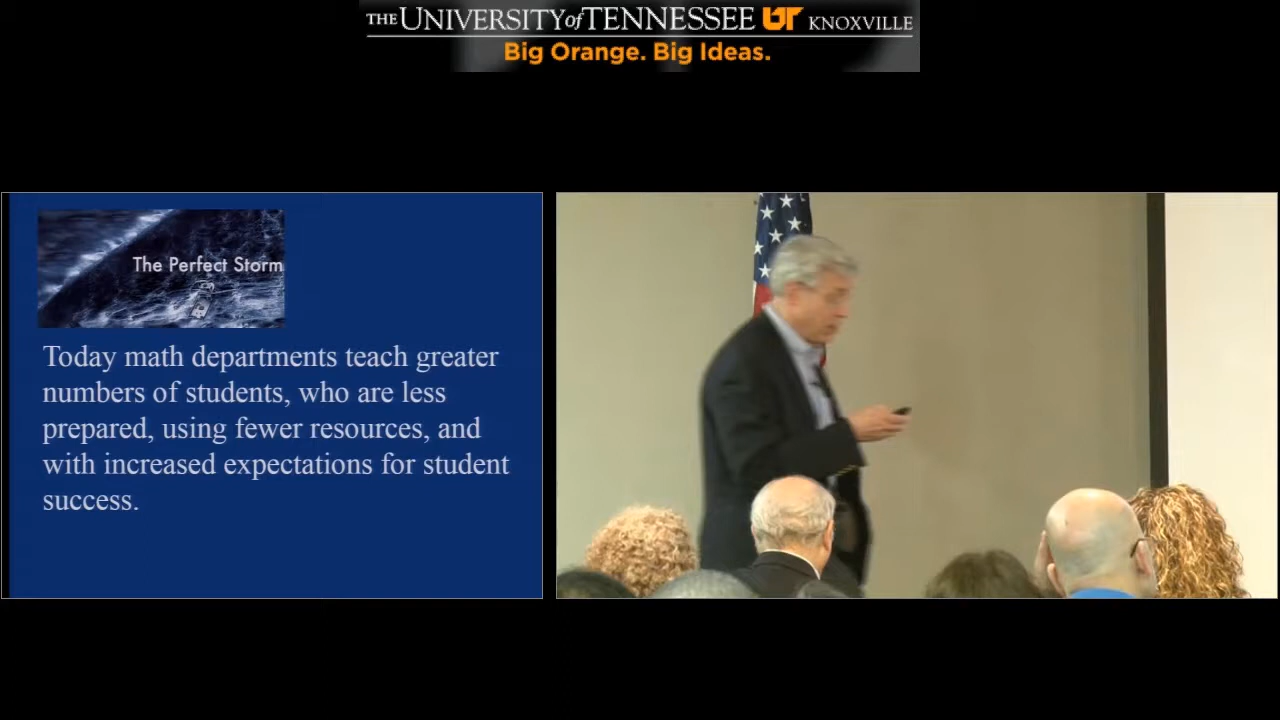 THE UNIVERSITY of TENNESSEE UT KNOXVILLE
Big Orange. Big Ideas.
The Perfect Storm
Today math departments teach greater
numbers of students, who are less
prepared, using fewer resources, and
with increased expectations for student
success.